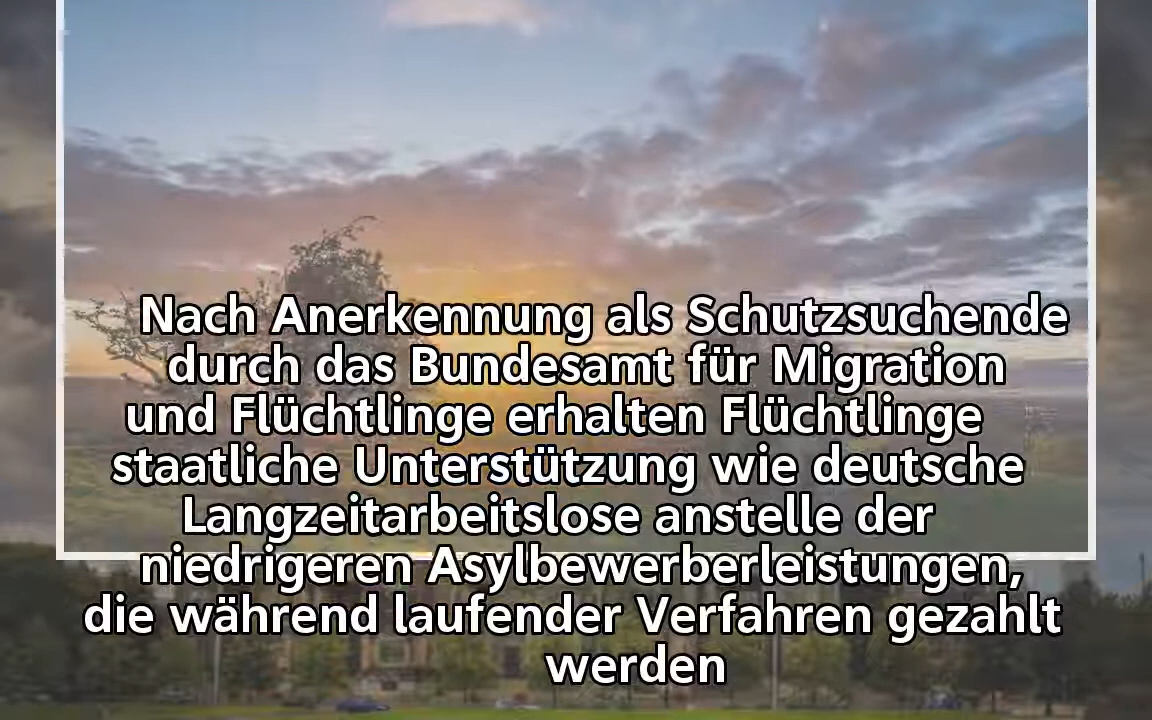 Nach Anerkennung als Schutzsuchende
durch das Bundesamt für Migration
und Flüchtlinge erhalten Flüchtlinge
staatliche Unterstützung wie deutsche
Langzeitarbeitslose anstelle der
niedrigeren Asylbewerberleistungen,
die während laufender Verfahren gezahlt
werden